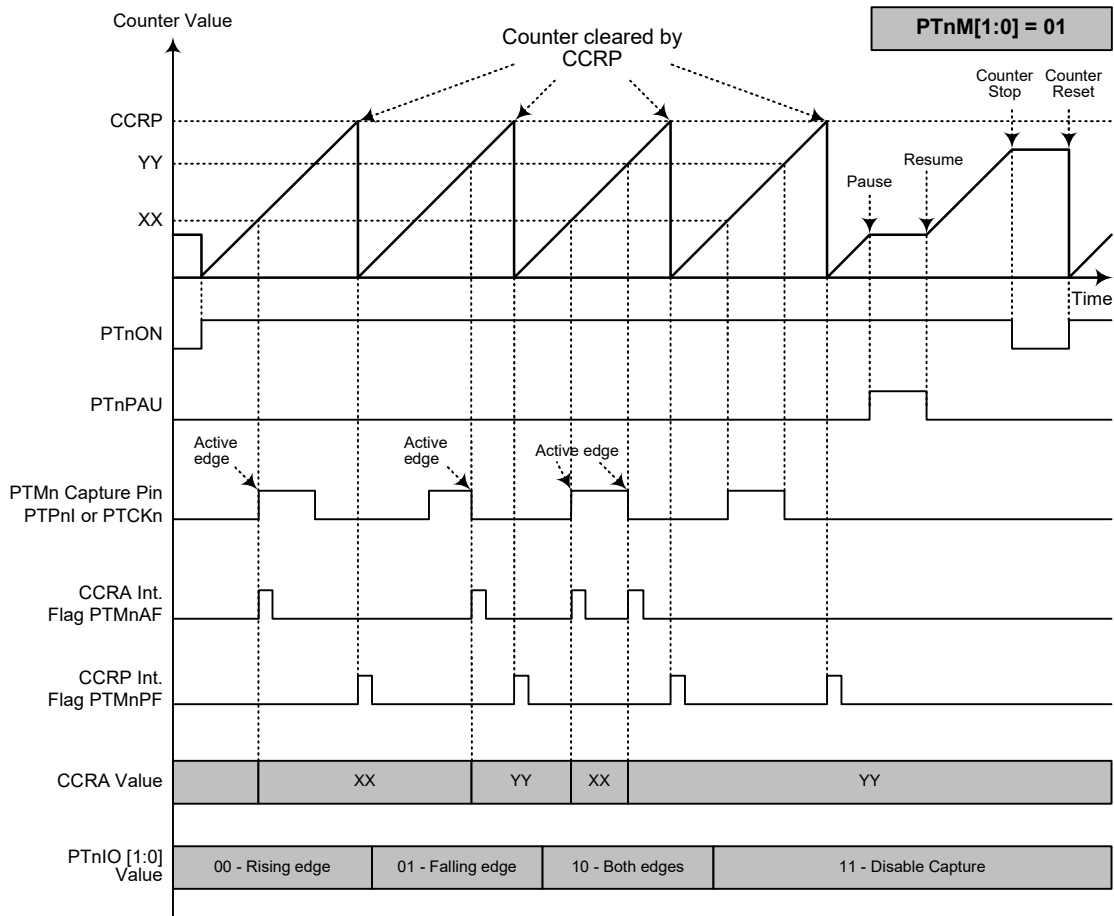 Counter Value
PTnM[1:0] = 01
Counter cleared by
CCRP
Counter
Stop
Counter
Reset
CCRP
YY
XX
Pause
Resume
Time
PTnON
PTnPAU
Active
edge
Active
edge
Active edge
PTMn Capture Pin
PTPnI or PTCKn
CCRA Int.
Flag PTMnAF
CCRP Int.
Flag PTMnPF
CCRA Value
XX
YY
XX
YY
PTnIO [1:0]
Value
00 - Rising edge
01 - Falling edge
10 - Both edges
11 - Disable Capture